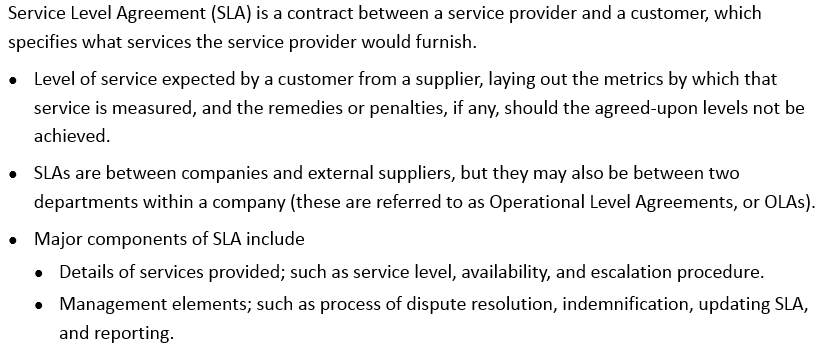 Service Level Agreement (SLA) is a contract between a service provider and a customer, which
specifies what services the service provider would furnish.
• Level of service expected by a customer from a supplier, laying out the metrics by which that
service is measured, and the remedies or penalties, if any, should the agreed-upon levels not be
achieved.
• SLAs are between companies and external suppliers, but they may also be between two
departments within a company (these are referred to as Operational Level Agreements, or OLAs).
• Major components of SLA include
• Details of services provided; such as service level, availability, and escalation procedure.
• Management elements; such as process of dispute resolution, indemnification, updating SLA,
and reporting.